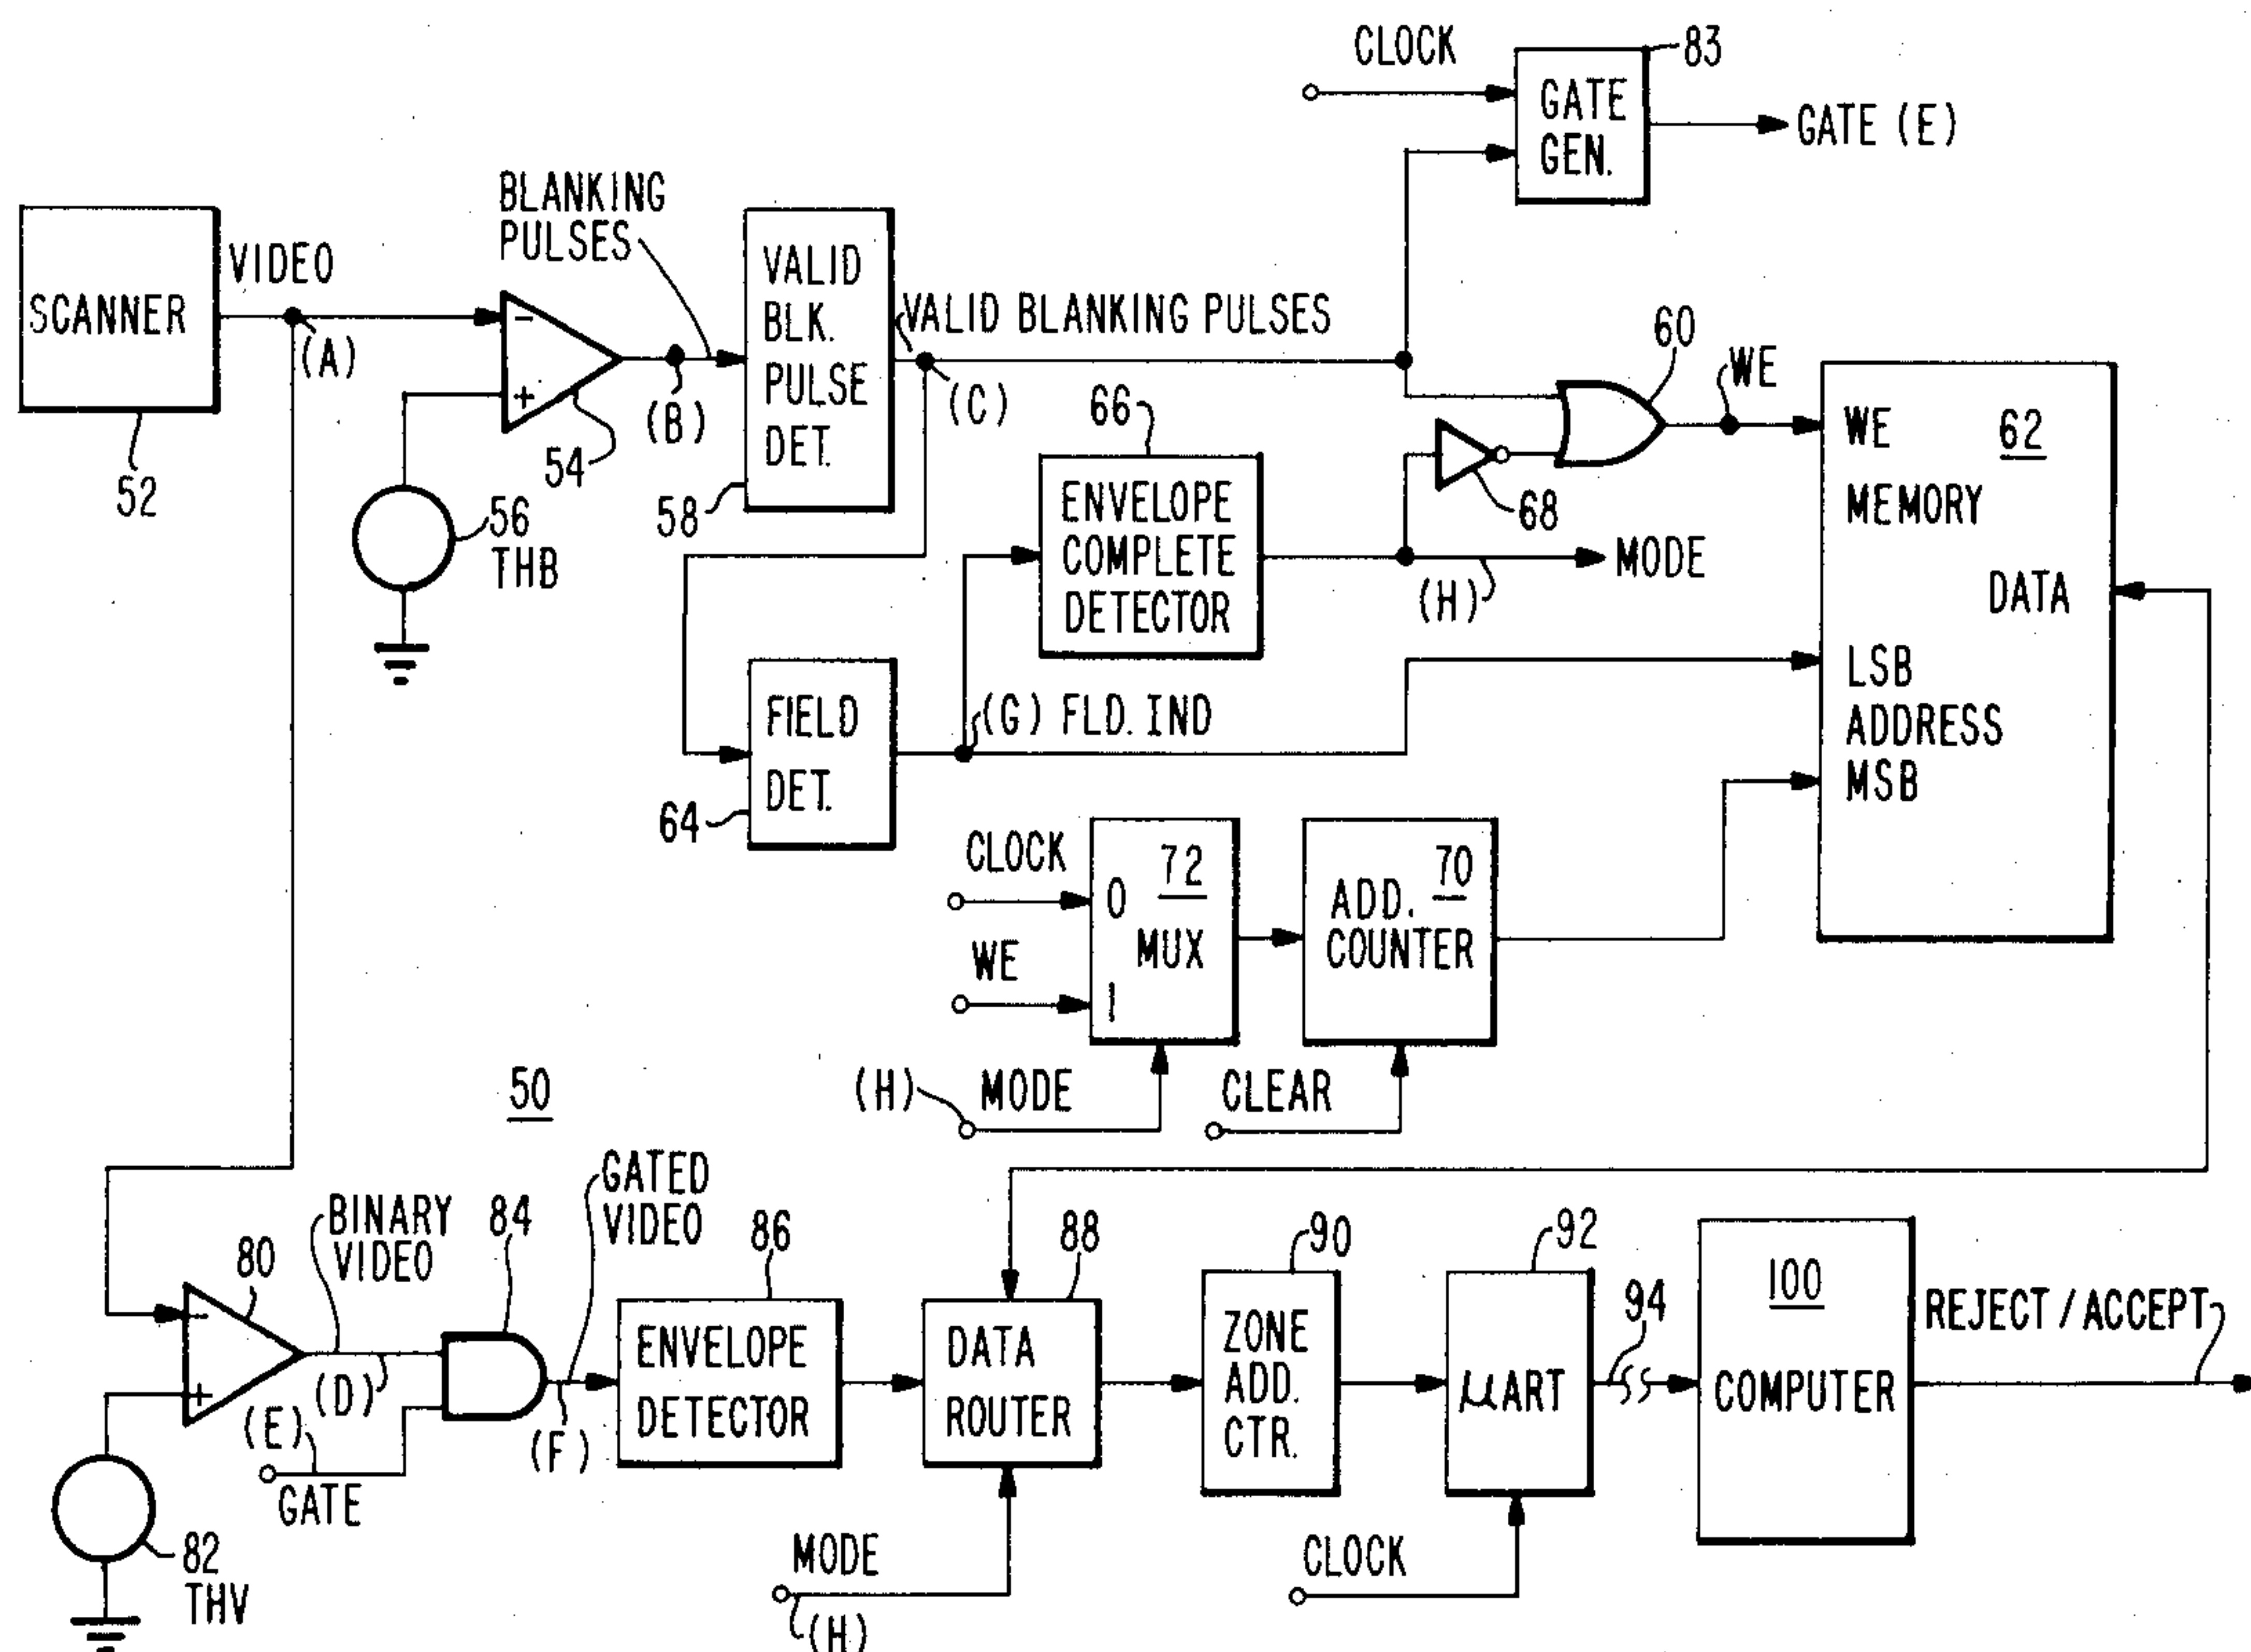 CLOCK
83
GATE
GEN.
GATE (E)
BLANKING
PULSES
SCANNER
VIDEO
(A)
52
-
+
54
(B)
56
THB
VALID
BLK.
PULSE
DET.
58
VALID BLANKING PULSES
(C)
66
ENVELOPE
COMPLETE
DETECTOR
68
60
WE
(H)
MODE
WE
62
MEMORY
DATA
LSB
ADDRESS
MSB
FIELD
DET.
64
(G) FLD. IND
CLOCK
WE
0
72
MUX
1
ADD. 70
COUNTER
(H)
MODE
CLEAR
50
80
-
+
BINARY
VIDEO
84
(D)
(E)
GATE
GATED
VIDEO
(F)
82
THV
86
ENVELOPE
DETECTOR
88
DATA
ROUTER
MODE
(H)
90
ZONE
ADD.
CTR.
92
μART
CLOCK
94
100
COMPUTER
REJECT / ACCEPT